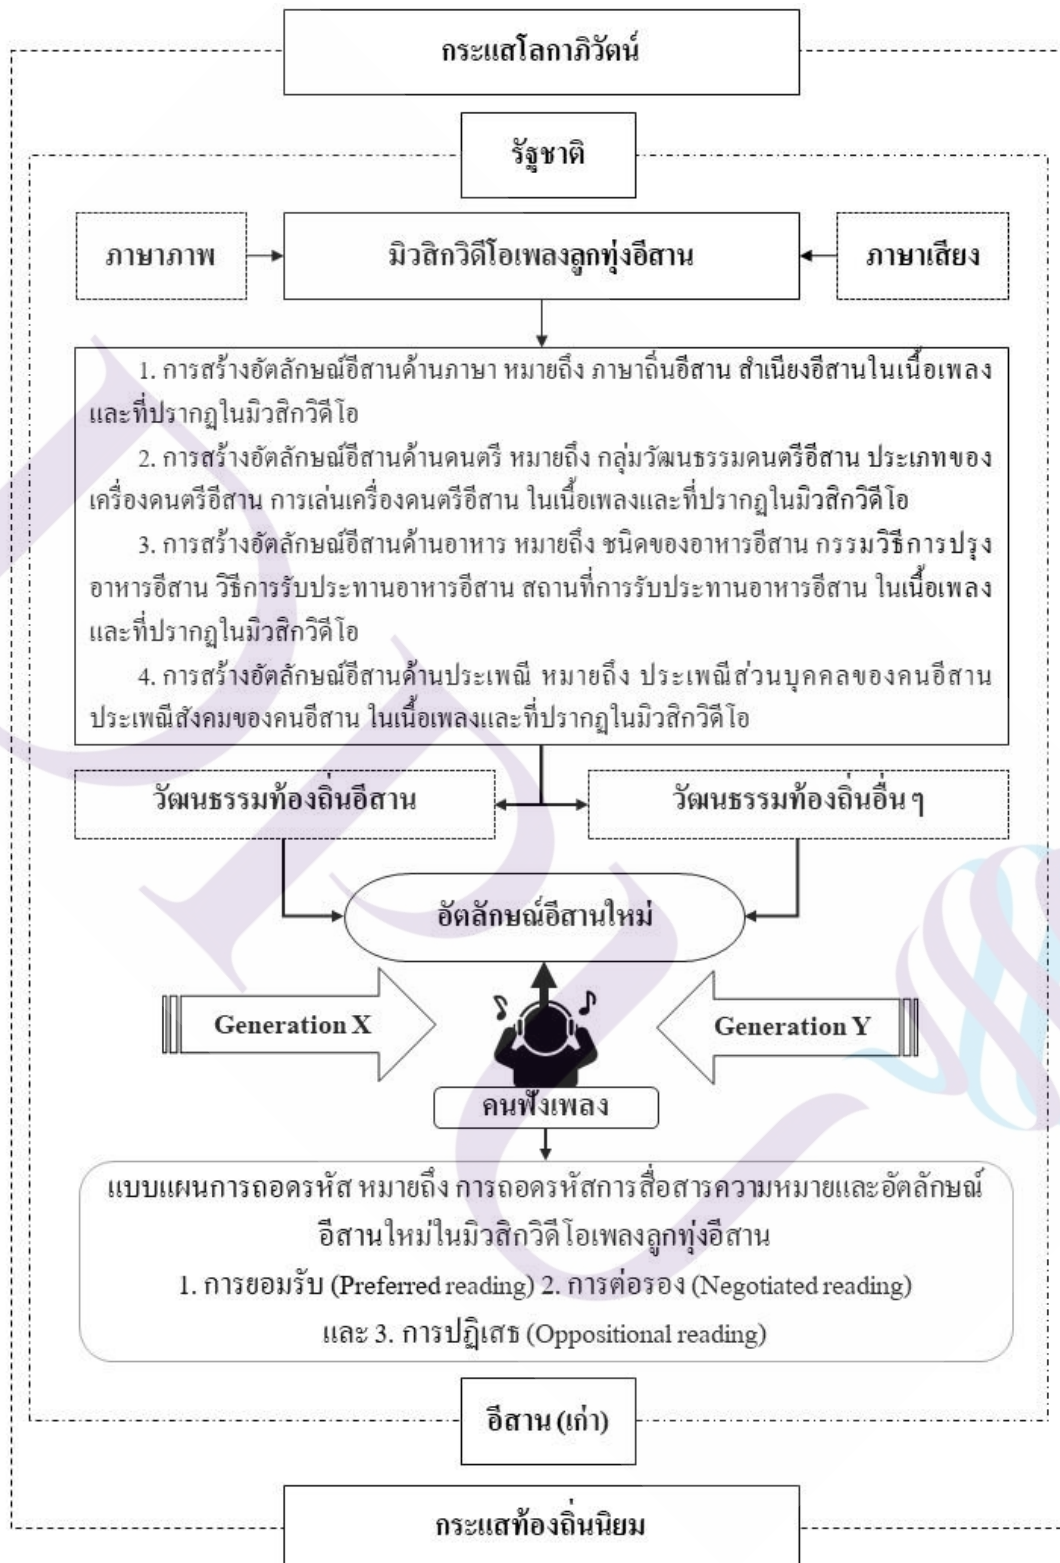 กระแสโลกาภิวัตน์
รัฐชาติ
ภาษาภาพ
มิวสิกวิดีโอเพลงลูกทุ่งอีสาน
ภาษาเสียง
1. การสร้างอัตลักษณ์อีสานด้านภาษา หมายถึง ภาษาถิ่นอีสาน สำเนียงอีสานในเนื้อเพลง
และที่ปรากฏในมิวสิกวิดีโอ
2. การสร้างอัตลักษณ์อีสานด้านดนตรี หมายถึง กลุ่มวัฒนธรรมดนตรีอีสาน ประเภทของ
เครื่องดนตรีอีสาน การเล่นเครื่องดนตรีอีสาน ในเนื้อเพลงและที่ปรากฏในมิวสิกวิดีโอ
3. การสร้างอัตลักษณ์อีสานด้านอาหาร หมายถึง ชนิดของอาหารอีสาน กรรมวิธีการปรุง
อาหารอีสาน วิธีการรับประทานอาหารอีสาน สถานที่การรับประทานอาหารอีสาน ในเนื้อเพลง
และที่ปรากฏในมิวสิกวิดีโอ
4. การสร้างอัตลักษณ์อีสานด้านประเพณี หมายถึง ประเพณีส่วนบุคคลของคนอีสาน
ประเพณีสังคมของคนอีสาน ในเนื้อเพลงและที่ปรากฏในมิวสิกวิดีโอ
วัฒนธรรมท้องถิ่นอีสาน
วัฒนธรรมท้องถิ่นอื่น ๆ
อัตลักษณ์อีสานใหม่
Generation X
Generation Y
คนฟังเพลง
แบบแผนการถอดรหัส หมายถึง การถอดรหัสการสื่อสารความหมายและอัตลักษณ์
อีสานใหม่ในมิวสิกวิดีโอเพลงลูกทุ่งอีสาน
1. การยอมรับ (Preferred reading) 2. การต่อรอง (Negotiated reading)
และ 3. การปฏิเสธ (Oppositional reading)
อีสาน (เก่า)
กระแสท้องถิ่นนิยม